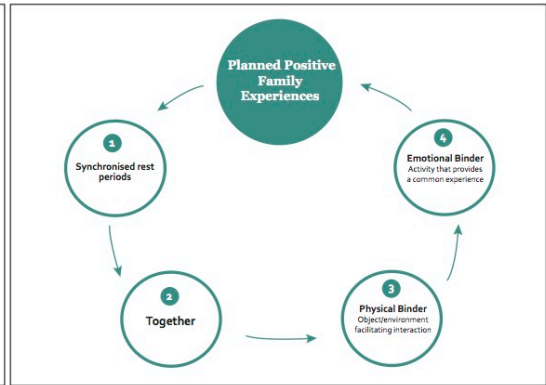 Planned Positive
Family
Experiences
1
Synchronised rest
periods
2
Together
3
Physical Binder
Object/environment
facilitating interaction
4
Emotional Binder
Activity that provides
a common experience